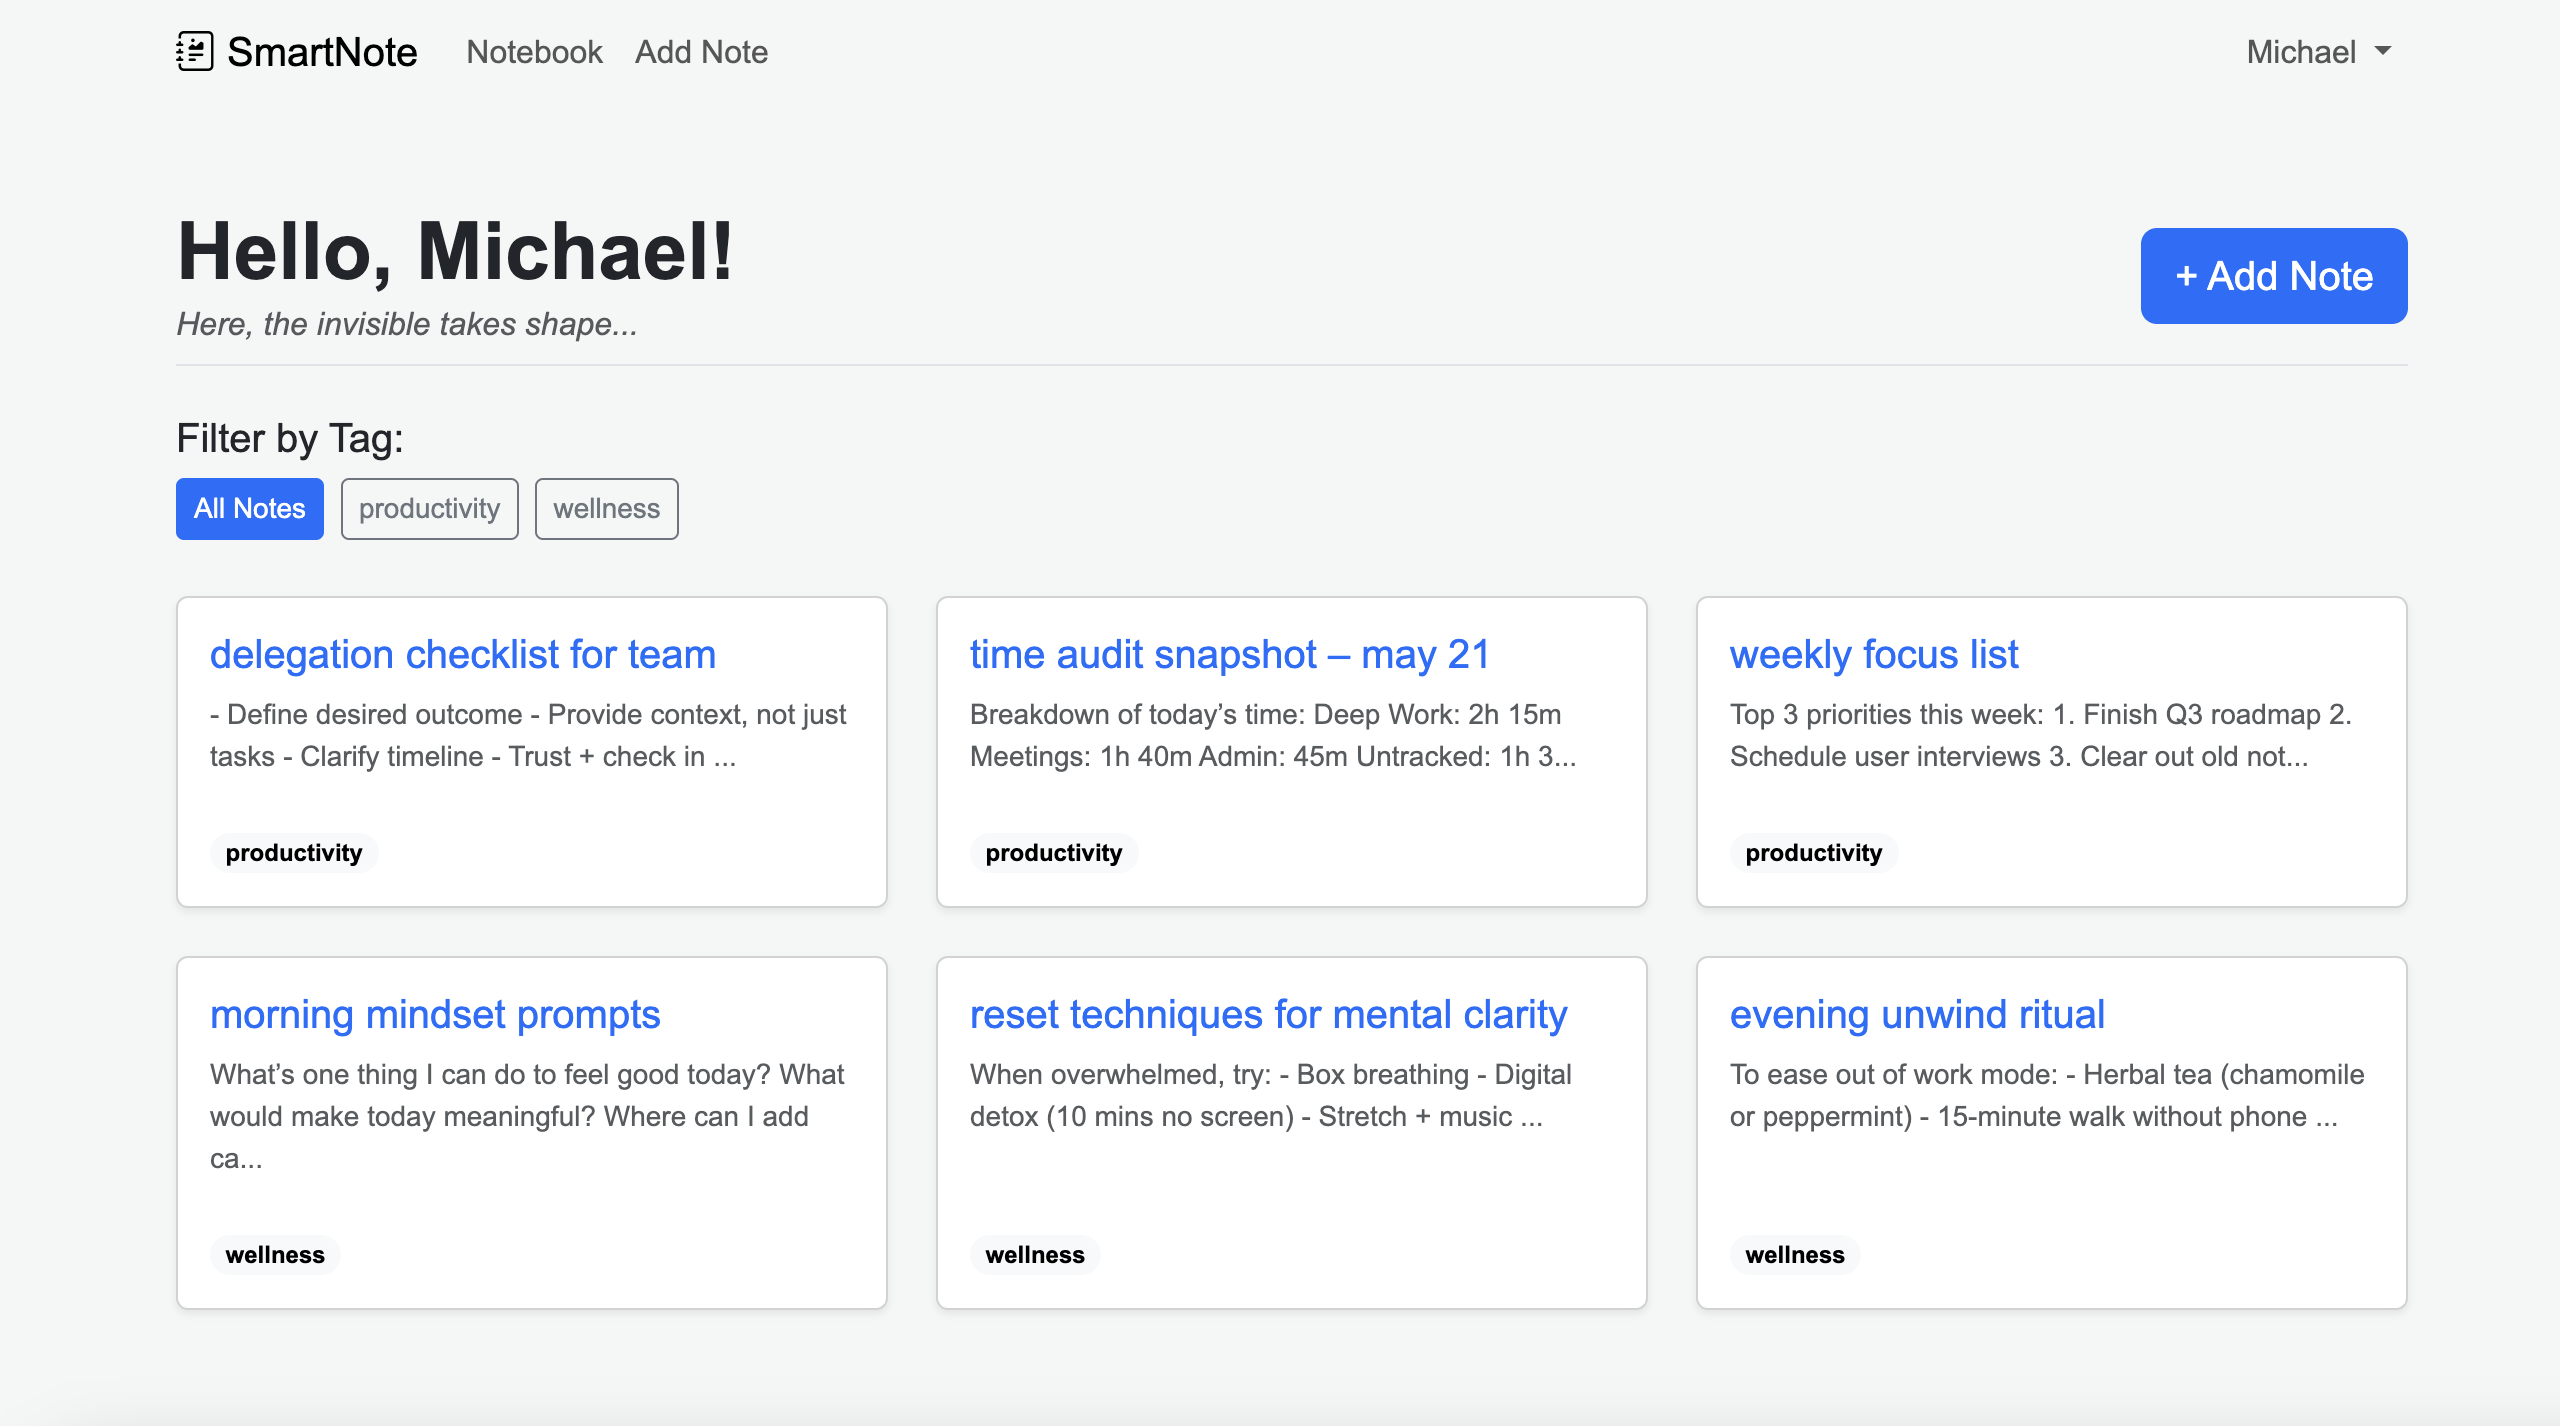 SmartNote Notebook Add Note Michael
Hello, Michael!
Here, the invisible takes shape...
+ Add Note
Filter by Tag:
All Notes productivity wellness
delegation checklist for team
- Define desired outcome - Provide context, not just
tasks - Clarify timeline - Trust + check in ...
productivity
time audit snapshot – may 21
Breakdown of today’s time: Deep Work: 2h 15m
Meetings: 1h 40m Admin: 45m Untracked: 1h 3...
productivity
weekly focus list
Top 3 priorities this week: 1. Finish Q3 roadmap 2.
Schedule user interviews 3. Clear out old not...
productivity
morning mindset prompts
What’s one thing I can do to feel good today? What
would make today meaningful? Where can I add
ca...
wellness
reset techniques for mental clarity
When overwhelmed, try: - Box breathing - Digital
detox (10 mins no screen) - Stretch + music ...
wellness
evening unwind ritual
To ease out of work mode: - Herbal tea (chamomile
or peppermint) - 15-minute walk without phone ...
wellness